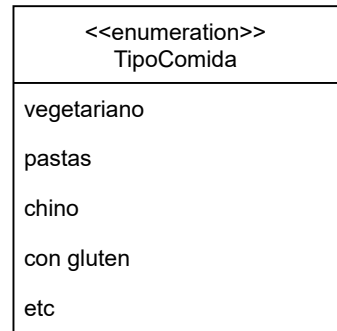 <<enumeration>>
TipoComida
vegetariano
pastas
chino
con gluten
etc